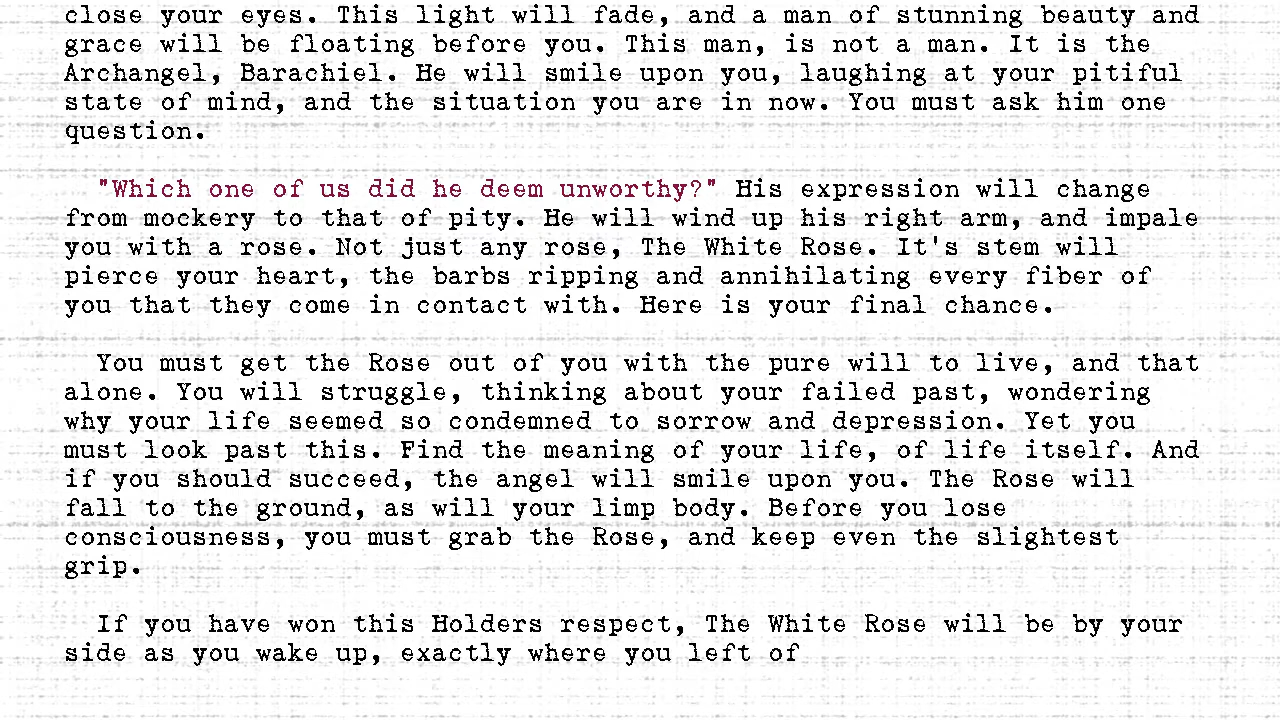 close your eyes. This light will fade, and a man of stunning beauty and
grace will be floating before you. This man, is not a man. It is the
Archangel, Barachiel. He will smile upon you, laughing at your pitiful
state of mind, and the situation you are in now. You must ask him one
question.
"Which one of us did he deem unworthy?" His expression will change
from mockery to that of pity. He will wind up his right arm, and impale
you with a rose. Not just any rose, The White Rose. It's stem will
pierce your heart, the barbs ripping and annihilating every fiber of
you that they come in contact with. Here is your final chance.
You must get the Rose out of you with the pure will to live, and that
alone. You will struggle, thinking about your failed past, wondering
why your life seemed so condemned to sorrow and depression. Yet you
must look past this. Find the meaning of your life, of life itself. And
if you should succeed, the angel will smile upon you. The Rose will
fall to the ground, as will your limp body. Before you lose
consciousness, you must grab the Rose, and keep even the slightest
grip.
If you have won this Holders respect, The White Rose will be by your
side as you wake up, exactly where you left of